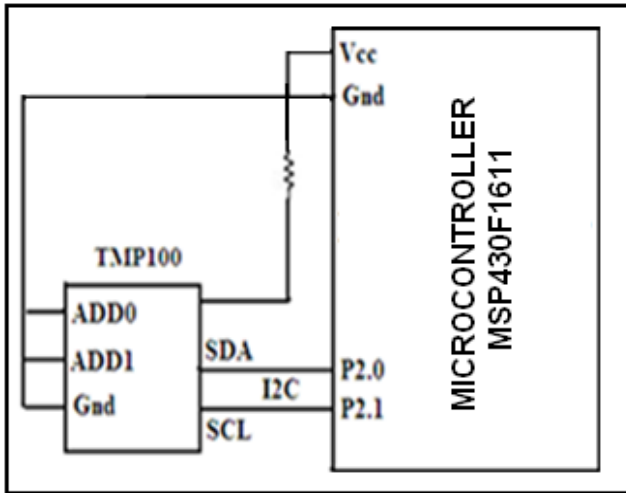 Vcc
Gnd
MICROCONTROLLER
MSP430F1611
TMP100
ADD0
ADD1
Gnd
SDA
I2C
SCL
P2.0
P2.1